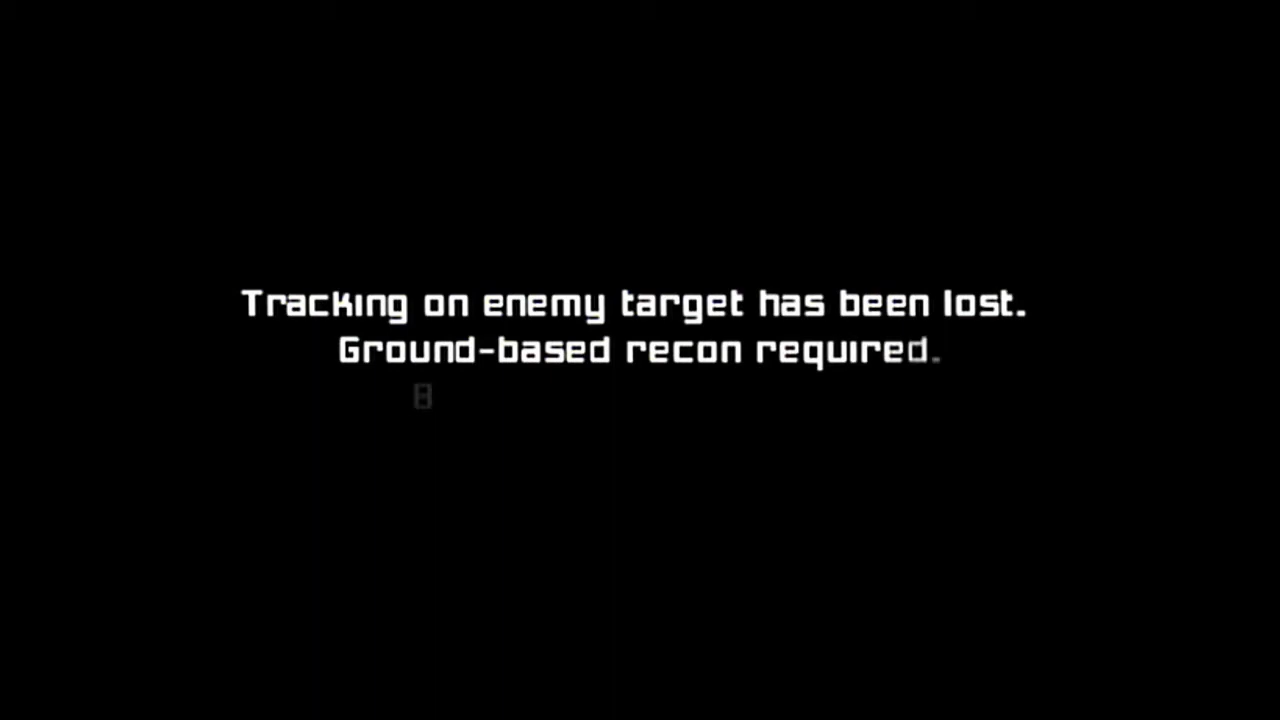 Tracking on enemy target has been lost.
Ground-based recon required.